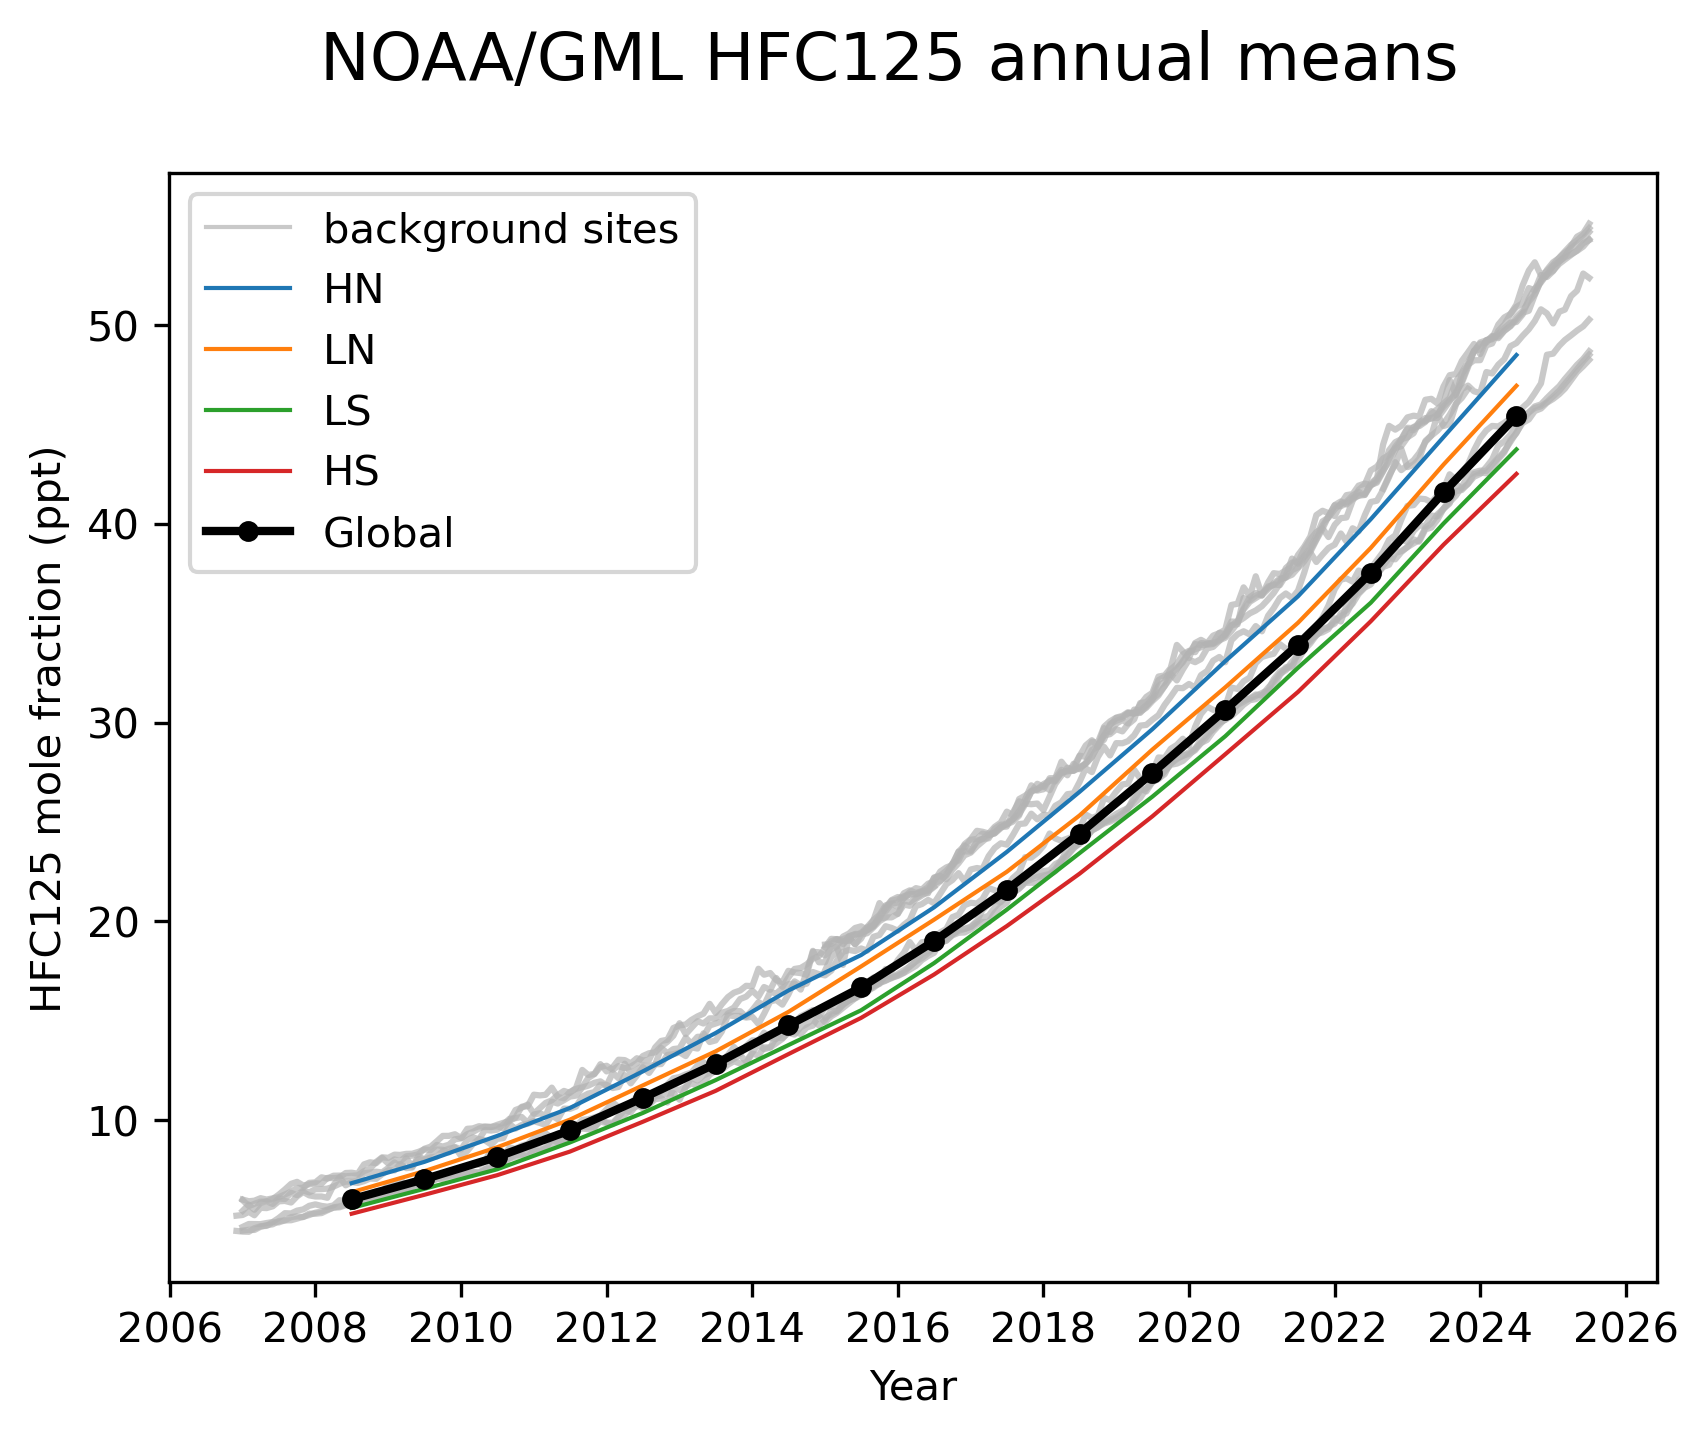 NOAA/GML HFC125 annual means
background sites
HN
LN
LS
HS
Global
HFC125 mole fraction (ppt)
50
40
30
20
10
2006 2008 2010 2012 2014 2016 2018 2020 2022 2024 2026
Year